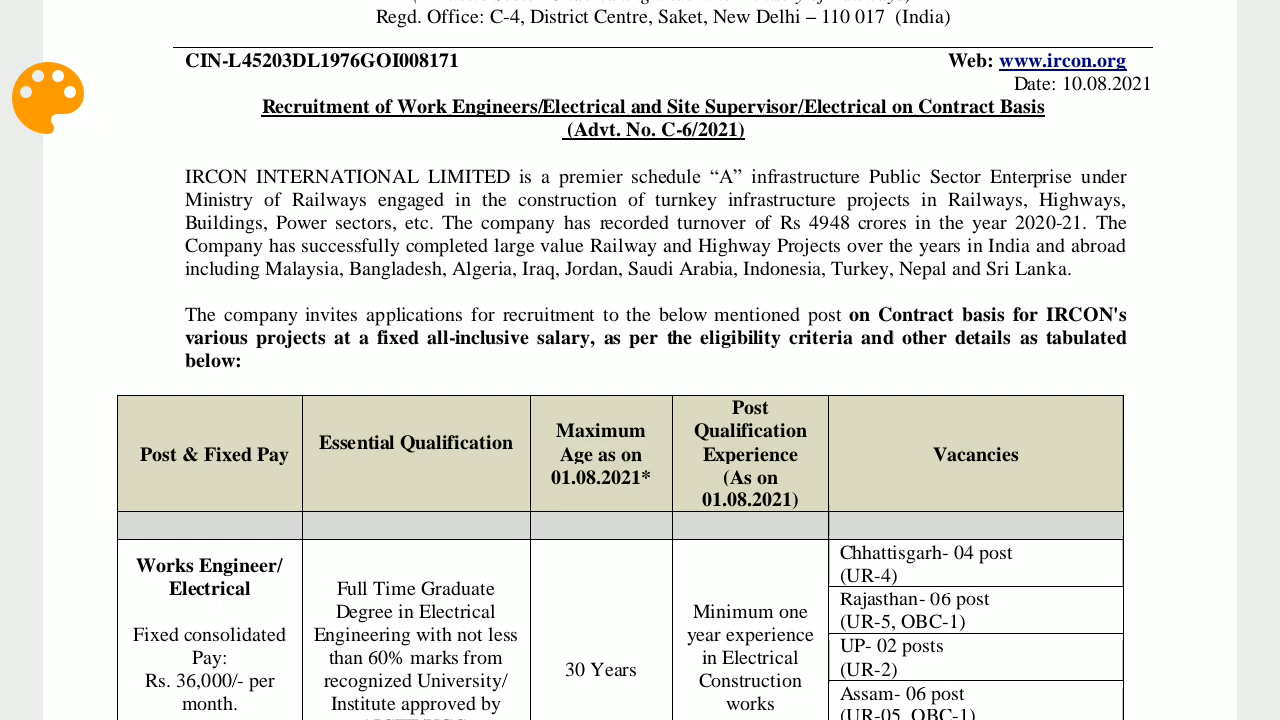 Regd. Office: C-4, District Centre, Saket, New Delhi – 110 017 (India)
CIN-L45203DL1976GOI008171
Web: www.ircon.org
Date: 10.08.2021
Recruitment of Work Engineers/Electrical and Site Supervisor/Electrical on Contract Basis
(Advt. No. C-6/2021)
IRCON INTERNATIONAL LIMITED is a premier schedule “A” infrastructure Public Sector Enterprise under
Ministry of Railways engaged in the construction of turnkey infrastructure projects in Railways, Highways,
Buildings, Power sectors, etc. The company has recorded turnover of Rs 4948 crores in the year 2020-21. The
Company has successfully completed large value Railway and Highway Projects over the years in India and abroad
including Malaysia, Bangladesh, Algeria, Iraq, Jordan, Saudi Arabia, Indonesia, Turkey, Nepal and Sri Lanka.
The company invites applications for recruitment to the below mentioned post on Contract basis for IRCON's
various projects at a fixed all-inclusive salary, as per the eligibility criteria and other details as tabulated
below:
Post & Fixed Pay
Essential Qualification
Maximum
Age as on
01.08.2021*
Post
Qualification
Experience
(As on
01.08.2021)
Vacancies
Works Engineer/
Electrical
Fixed consolidated
Pay:
Rs. 36,000/- per
month.
Full Time Graduate
Degree in Electrical
Engineering with not less
than 60% marks from
recognized University/
Institute approved by
30 Years
Minimum one
year experience
in Electrical
Construction
works
Chhattisgarh- 04 post
(UR-4)
Rajasthan- 06 post
(UR-5, OBC-1)
UP- 02 posts
(UR-2)
Assam- 06 post
(UR-05, OBC-1)